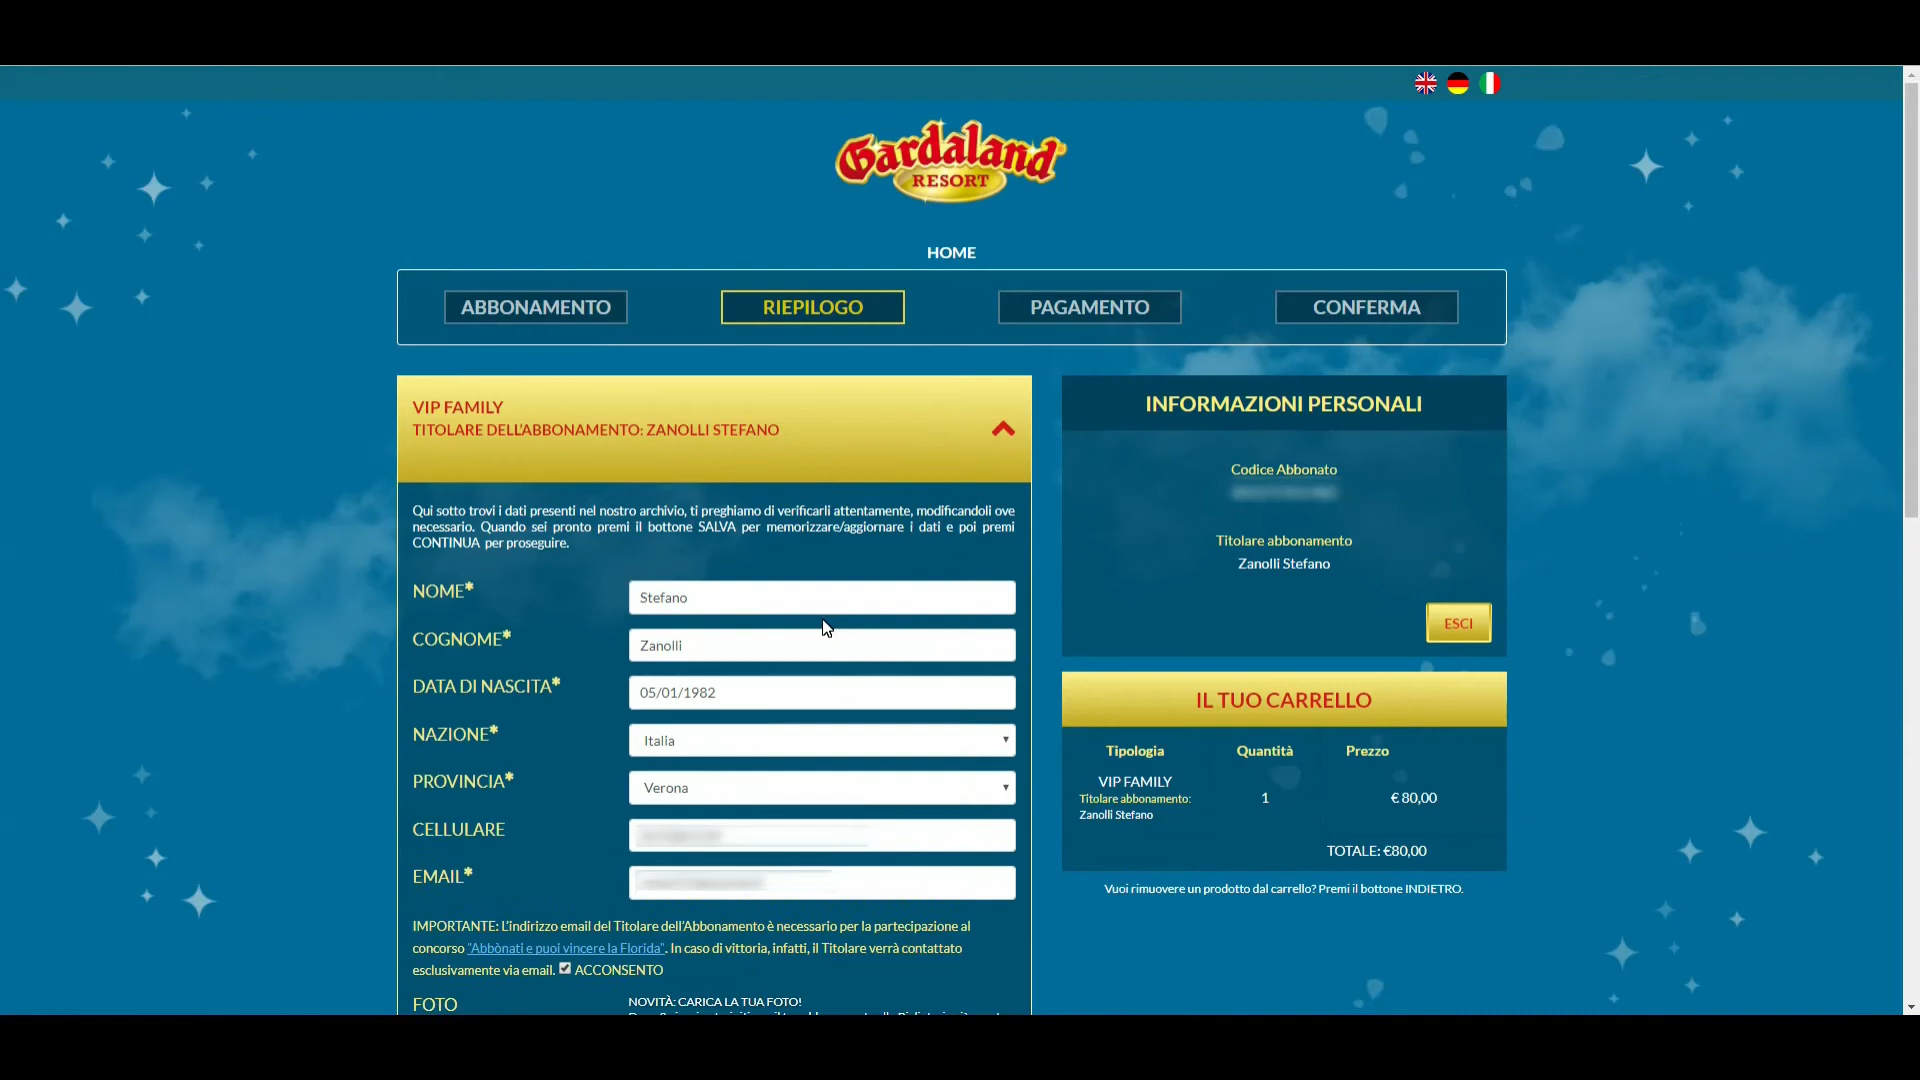 Gardaland
RESORT
HOME
ABBONAMENTO
RIEPILOGO
PAGAMENTO
CONFERMA
VIP FAMILY
TITOLARE DELL'ABBONAMENTO: ZANOLLI STEFANO
Qui sotto trovi i dati presenti nel nostro archivio, ti preghiamo di verificarli attentamente, modificandoli ove
necessario. Quando sei pronto premi il bottone SALVA per memorizzare/aggiornare i dati e poi premi
CONTINUA per proseguire.
NOME*
Stefano
COGNOME*
Zanolli
DATA DI NASCITA*
05/01/1982
NAZIONE*
Italia
PROVINCIA*
Verona
CELLULARE
EMAIL*
IMPORTANTE: L'indirizzo email del Titolare dell'Abbonamento è necessario per la partecipazione al
concorso "Abbònati e puoi vincere la Florida". In caso di vittoria, infatti, il Titolare verrà contattato
esclusivamente via email. ACCONSENTO
FOTO
NOVITÀ: CARICA LA TUA FOTO!
INFORMAZIONI PERSONALI
Codice Abbonato
Titolare abbonamento
Zanolli Stefano
ESCI
IL TUO CARRELLO
Tipologia Quantità Prezzo
VIP FAMILY
Titolare abbonamento:
Zanolli Stefano
1
€ 80,00
TOTALE: €80,00
Vuoi rimuovere un prodotto dal carrello? Premi il bottone INDIETRO.